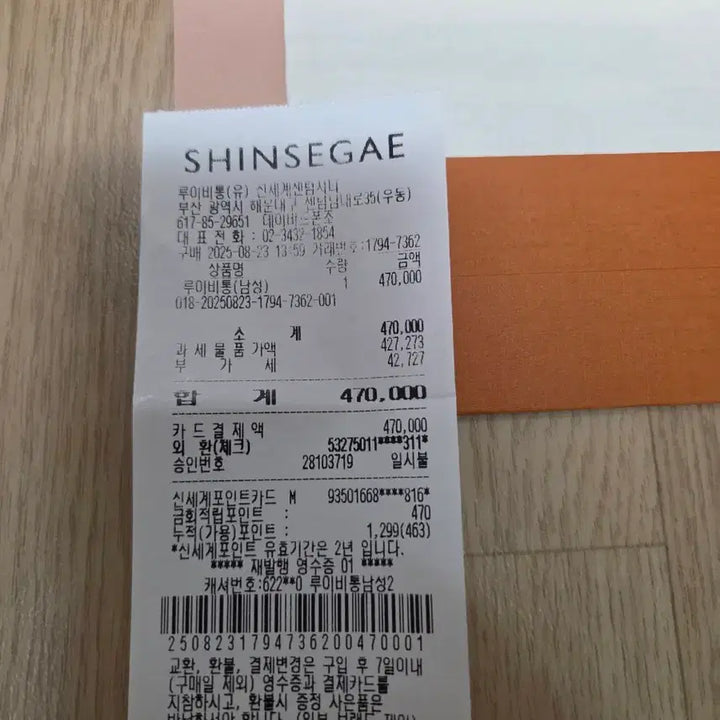 SHINSEGAE
루이비통(유) 신세계센텀시티
부산 광역시 해운대구 센텀남대로35(우동)
617-85-29651 데이비드폰조
대 표 전 화 : 02-3432-1854
구매 2025-08-23 13:59 거래번호:1794-7362
상품명 수량 금액
루이비통(남성) 1 470,000
018-20250823-1794-7362-001
소 계 470,000
과 세 물 품 가액 427,273
부 가 세 42,727
합 계 470,000
카 드 결 제 액 470,000
외 환(체크) 53275011****311*
승인번호 28103719 일시불
신세계포인트카드 M 93501668****816*
금회적립포인트 : 470
누적(가용)포인트 : 1,299(463)
*신세계포인트 유효기간은 2년 입니다.
***** 재발행 영수증 01 *****
캐셔번호:622**0 루이비통남성2
2508231794736200470001
교환, 환불, 결제변경은 구입 후 7일이내
(구매일 제외) 영수증과 결제카드를
지참하시고, 환불시 증정 사은품은